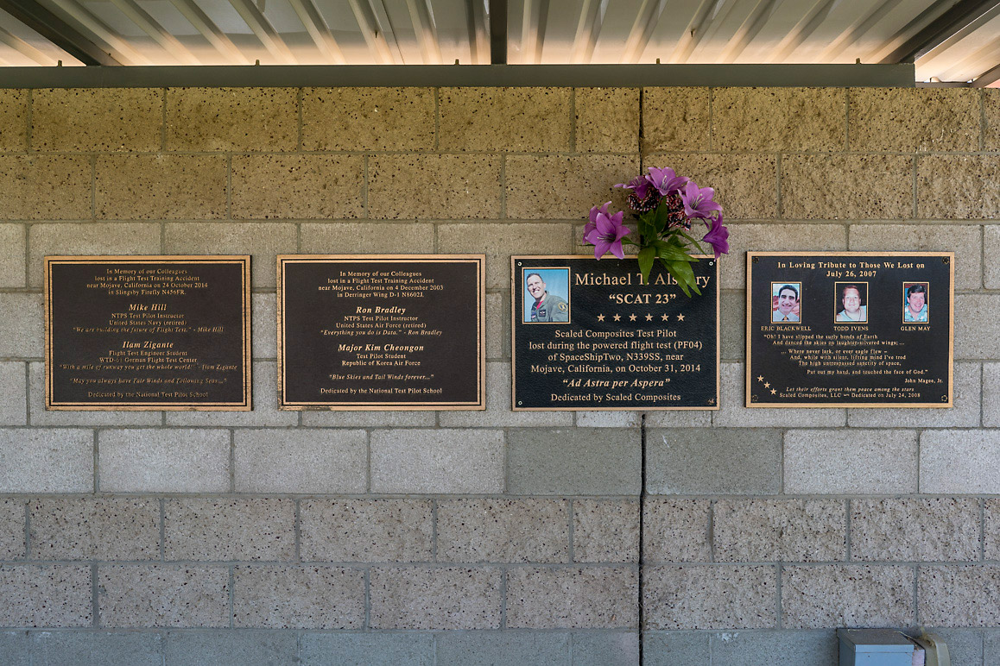 In Memory of our Colleagues
lost in a Flight Test Training Accident
near Mojave, California on 24 October 2014
in Slingsby Firefly N456FR.
Mike Hill
NTPS Test Pilot Instructor
United States Navy (retired)
"We are building the future of Flight Test." - Mike Hill
Ilam Zigante
Flight Test Engineer Student
WTD-61 German Flight Test Center
"With a mile of runway you get the whole world!" - Ilam Zigante
"May you always have Fair Winds and Following Seas..."
Dedicated by the National Test Pilot School
In Memory of our Colleagues
lost in a Flight Test Training Accident
near Mojave, California on 4 December 2003
in Derringer Wing D-1 N8602J.
Ron Bradley
NTPS Test Pilot Instructor
United States Air Force (retired)
"Everything you do is Data." - Ron Bradley
Major Kim Cheongon
Test Pilot Student
Republic of Korea Air Force
"Blue Skies and Tail Winds forever..."
Dedicated by the National Test Pilot School
Michael T. Alsbury
"SCAT 23"
Scaled Composites Test Pilot
lost during the powered flight test (PF04)
of SpaceShipTwo, N339SS, near
Mojave, California, on October 31, 2014
"Ad Astra per Aspera"
Dedicated by Scaled Composites
In Loving Tribute to Those We Lost on
July 26, 2007
ERIC BLACKWELL TODD IVENS GLEN MAY
"Oh! I have slipped the surly bonds of Earth
And danced the skies on laughter-silvered wings; ...
... Where never lark, or ever eagle flew –
And, while with silent, lifting mind I've trod
The high untrespassed sanctity of space,
Put out my hand, and touched the face of God."
John Magee, Jr.
Let their efforts grant them peace among the stars
Scaled Composites, LLC — Dedicated on July 24, 2008